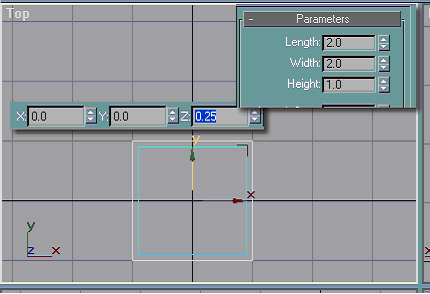 Top
- Parameters
Length: 2.0
Width: 2.0
Height: 1.0
X: 0.0 Y: 0.0 Z: 0.25
y
x
y
z x